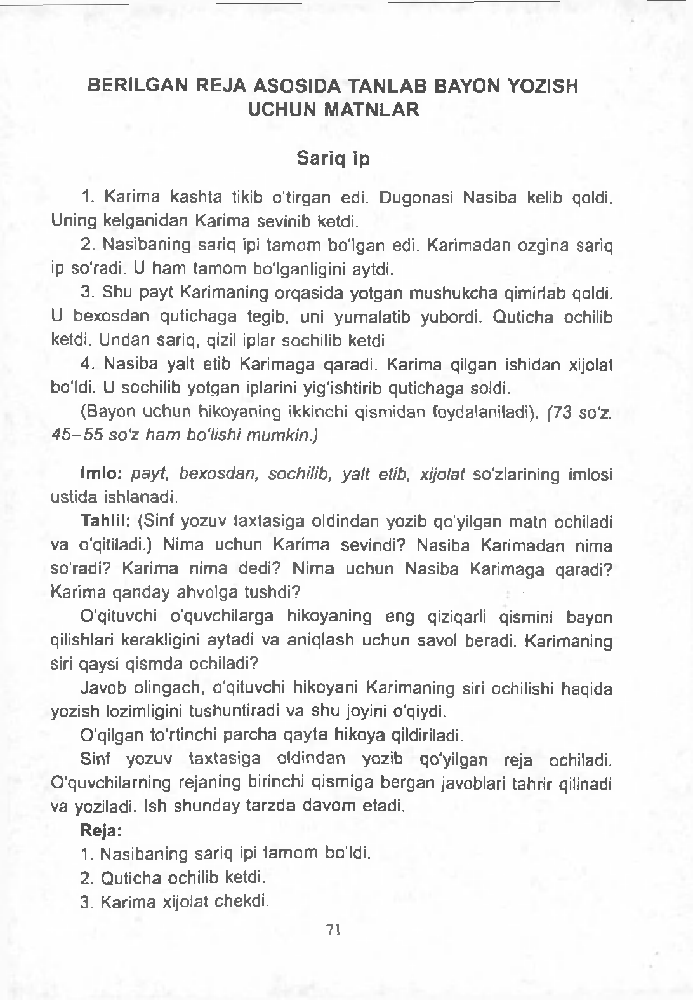 BERILGAN REJA ASOSIDA TANLAB BAYON YOZISH
UCHUN MATNLAR
Sariq ip
1. Karima kashta tikib o'tirgan edi. Dugonasi Nasiba kelib qoldi.
Uning kelganidan Karima sevinib ketdi.
2. Nasibaning sariq ipi tamom bo'lgan edi. Karimadan ozgina sariq
ip so'radi. U ham tamom bo'lganligini aytdi.
3. Shu payt Karimaning orqasida yotgan mushukcha qimirlab qoldi.
U bexosdan qutichaga tegib, uni yumalatib yubordi. Quticha ochilib
ketdi. Undan sariq, qizil iplar sochilib ketdi.
4. Nasiba yalt etib Karimaga qaradi. Karima qilgan ishidan xijolat
bo'ldi. U sochilib yotgan iplarini yig'ishtirib qutichaga soldi.
(Bayon uchun hikoyaning ikkinchi qismidan foydalaniladi). (73 so'z.
45–55 so'z ham bo'lishi mumkin.)
Imlo: payt, bexosdan, sochilib, yalt etib, xijolat so'zlarining imlosi
ustida ishlanadi.
Tahlil: (Sinf yozuv taxtasiga oldindan yozib qo'yilgan matn ochiladi
va o'qitiladi.) Nima uchun Karima sevindi? Nasiba Karimadan nima
so'radi? Karima nima dedi? Nima uchun Nasiba Karimaga qaradi?
Karima qanday ahvolga tushdi?
O'qituvchi o'quvchilarga hikoyaning eng qiziqarli qismini bayon
qilishlari kerakligini aytadi va aniqlash uchun savol beradi. Karimaning
siri qaysi qismda ochiladi?
Javob olingach, o'qituvchi hikoyani Karimaning siri ochilishi haqida
yozish lozimligini tushuntiradi va shu joyini o'qiydi.
O'qilgan to'rtinchi parcha qayta hikoya qildiriladi.
Sinf yozuv taxtasiga oldindan yozib qo'yilgan reja ochiladi.
O'quvchilarning rejaning birinchi qismiga bergan javoblari tahrir qilinadi
va yoziladi. Ish shunday tarzda davom etadi.
Reja:
1. Nasibaning sariq ipi tamom bo'ldi.
2. Quticha ochilib ketdi.
3. Karima xijolat chekdi.
71